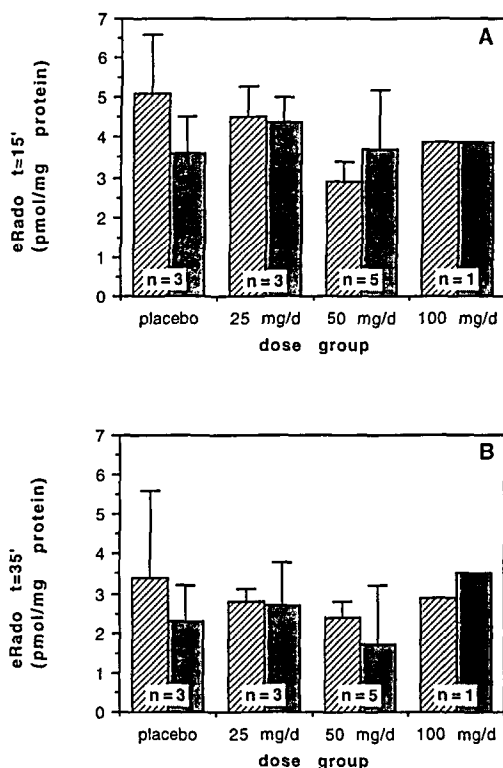 A
7
6
5
4
3
2
1
0
eRado t=15'
(pmol/mg protein)
n=3 n=3 n=5 n=1
placebo 25 mg/d 50 mg/d 100 mg/d
dose group
B
7
6
5
4
3
2
1
0
eRado t=35'
(pmol/mg protein)
n=3 n=3 n=5 n=1
placebo 25 mg/d 50 mg/d 100 mg/d
dose group